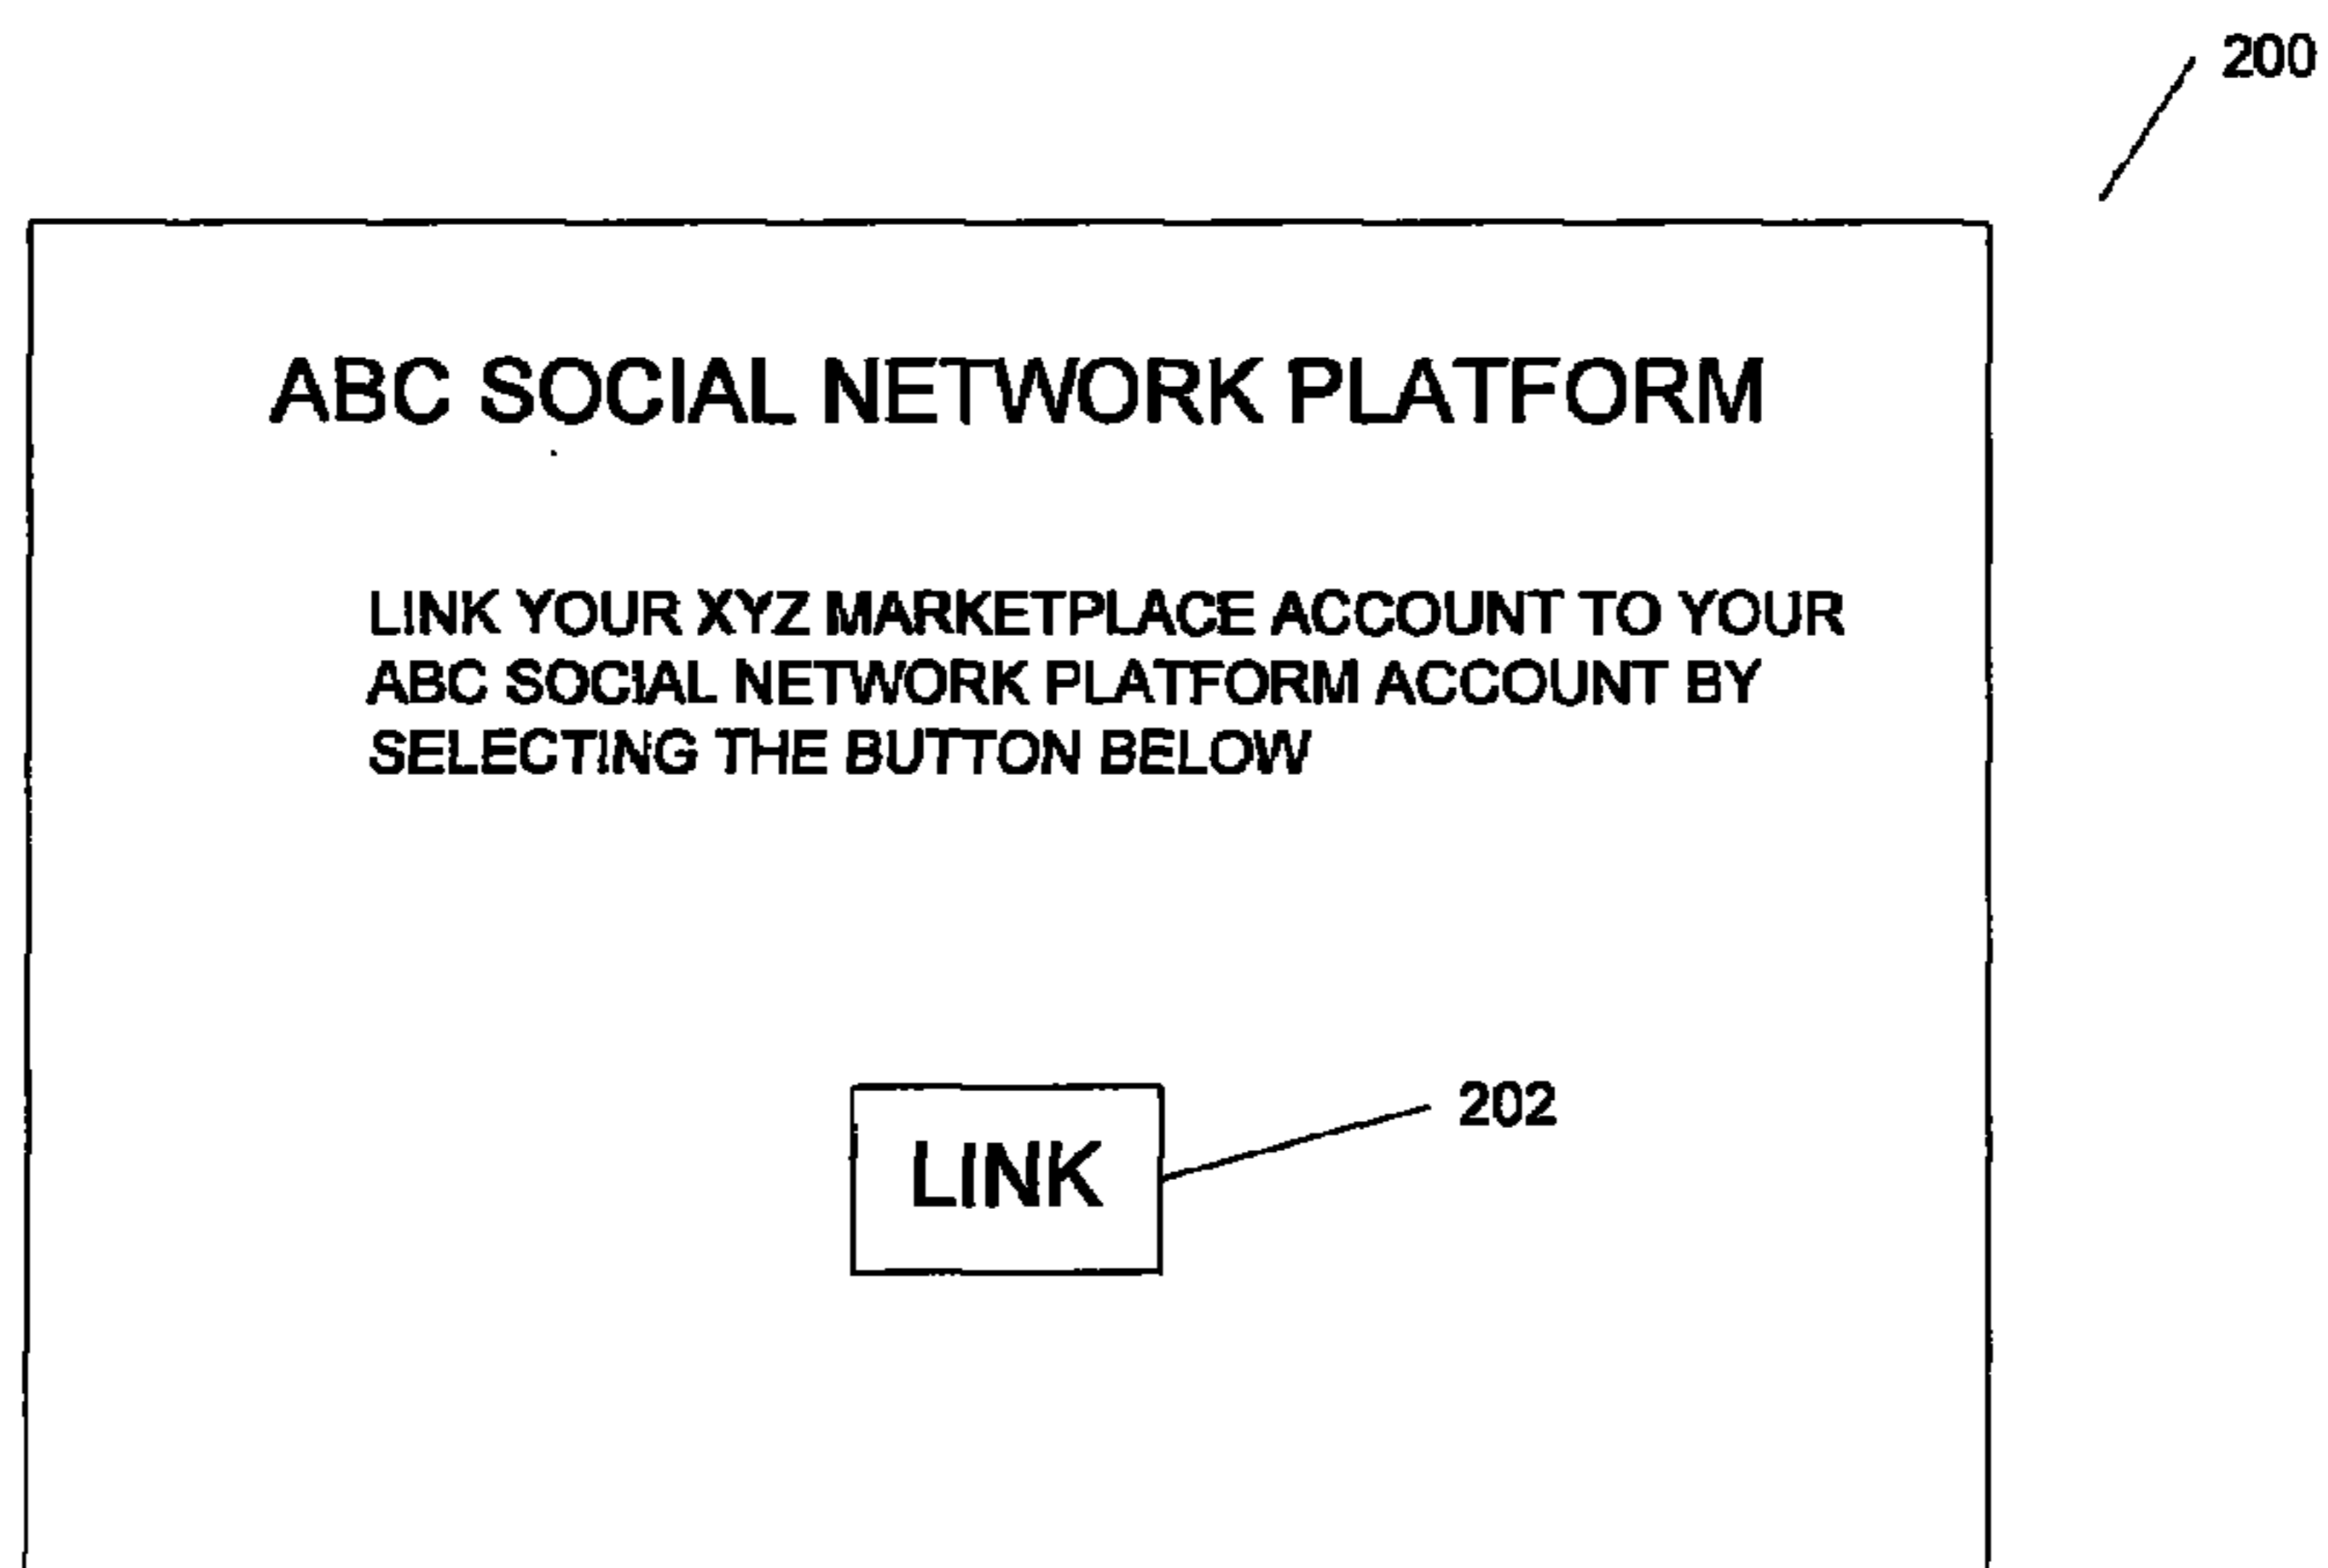 200
ABC SOCIAL NETWORK PLATFORM
LINK YOUR XYZ MARKETPLACE ACCOUNT TO YOUR
ABC SOCIAL NETWORK PLATFORM ACCOUNT BY
SELECTING THE BUTTON BELOW
202
LINK